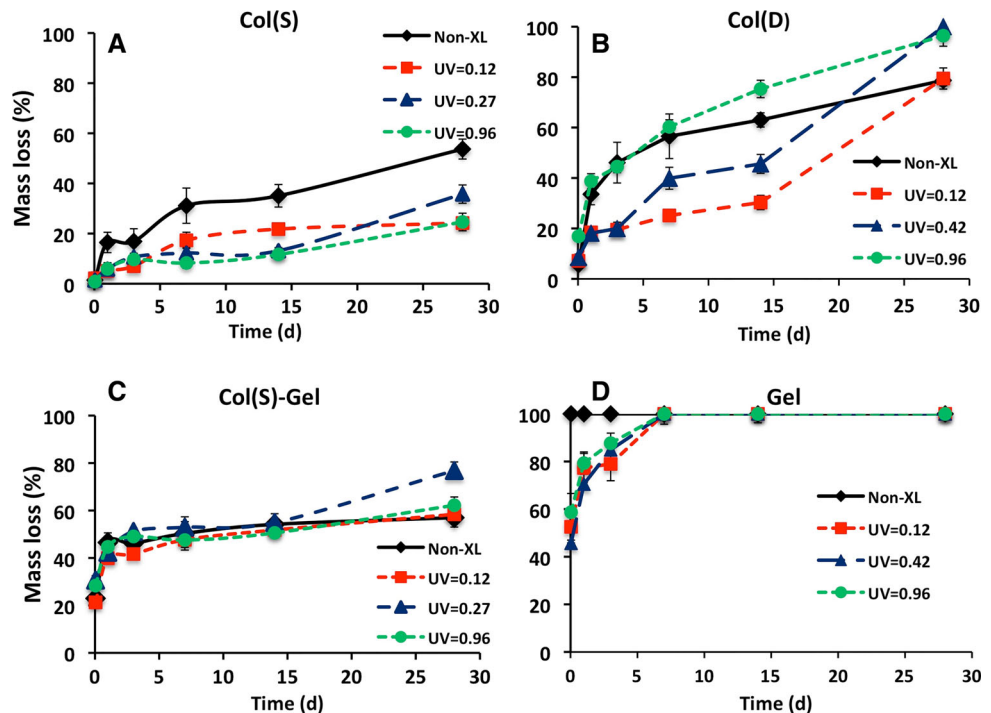 Col(S)
A
Non-XL
UV=0.12
UV=0.27
UV=0.96
Mass loss (%)
100
80
60
40
20
0
0 5 10 15 20 25 30
Time (d)
Col(D)
B
Non-XL
UV=0.12
UV=0.42
UV=0.96
100
80
60
40
20
0
0 5 10 15 20 25 30
Time (d)
Col(S)-Gel
C
Non-XL
UV=0.12
UV=0.27
UV=0.96
Mass loss (%)
100
80
60
40
20
0
0 5 10 15 20 25 30
Time (d)
Gel
D
Non-XL
UV=0.12
UV=0.42
UV=0.96
100
80
60
40
20
0
0 5 10 15 20 25 30
Time (d)